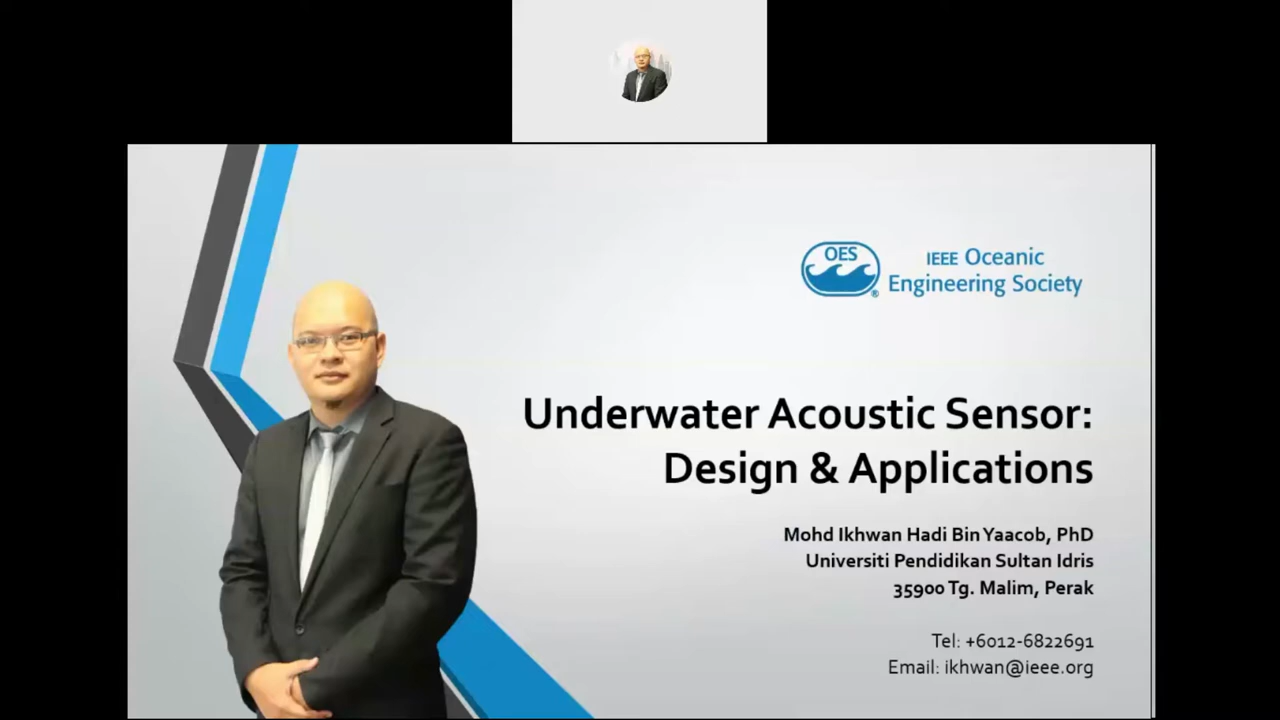 OES
IEEE Oceanic
Engineering Society
®
Underwater Acoustic Sensor:
Design & Applications
Mohd Ikhwan Hadi Bin Yaacob, PhD
Universiti Pendidikan Sultan Idris
35900 Tg. Malim, Perak
Tel: +6012-6822691
Email: ikhwan@ieee.org